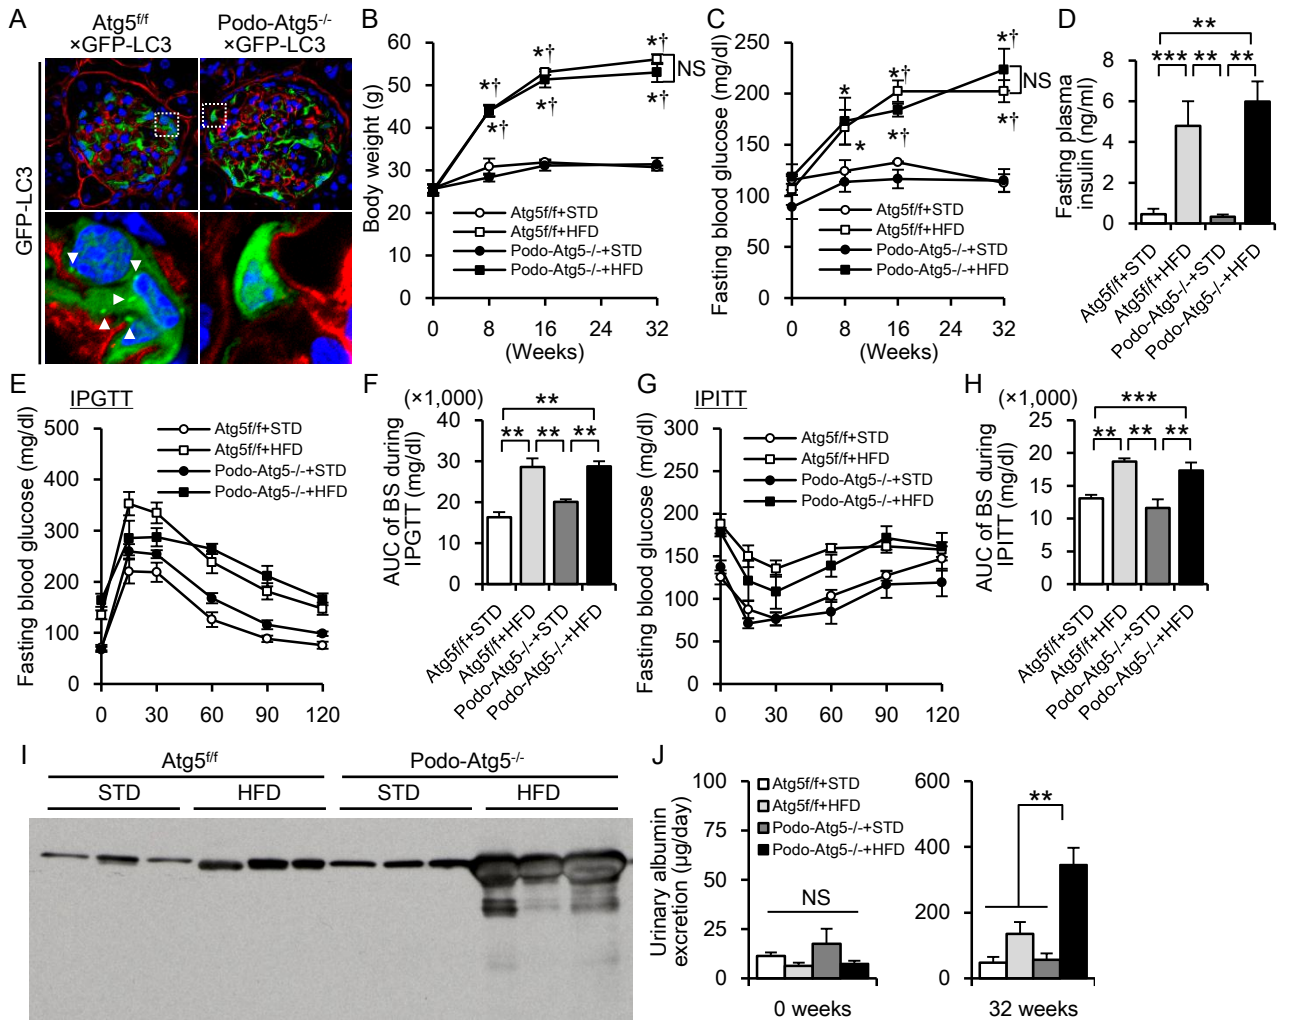 A
Atg5f/f
×GFP-LC3
Podo-Atg5-/-
×GFP-LC3
GFP-LC3
B
Body weight (g)
60
50
40
30
20
10
0
*†
*†
*†
*†
*†
*†
NS
Atg5f/f+STD
Atg5f/f+HFD
Podo-Atg5-/-+STD
Podo-Atg5-/-+HFD
0 8 16 24 32
(Weeks)
C
Fasting blood glucose (mg/dl)
250
200
150
100
50
0
*
*
*†
*†
*†
*†
NS
Atg5f/f+STD
Atg5f/f+HFD
Podo-Atg5-/-+STD
Podo-Atg5-/-+HFD
0 8 16 24 32
(Weeks)
D
Fasting plasma
insulin (ng/ml)
8
6
4
2
0
**
*** ** **
Atg5f/f+STD
Atg5f/f+HFD
Podo-Atg5-/-+STD
Podo-Atg5-/-+HFD
E
IPGTT
Fasting blood glucose (mg/dl)
500
400
300
200
100
0
Atg5f/f+STD
Atg5f/f+HFD
Podo-Atg5-/-+STD
Podo-Atg5-/-+HFD
0 30 60 90 120
F
(×1,000)
AUC of BS during
IPGTT (mg/dl)
40
30
20
10
0
**
** ** **
Atg5f/f+STD
Atg5f/f+HFD
Podo-Atg5-/-+STD
Podo-Atg5-/-+HFD
G
IPITT
Fasting blood glucose (mg/dl)
300
250
200
150
100
50
0
Atg5f/f+STD
Atg5f/f+HFD
Podo-Atg5-/-+STD
Podo-Atg5-/-+HFD
0 30 60 90 120
H
(×1,000)
AUC of BS during
IPITT (mg/dl)
25
20
15
10
5
0
***
** ** **
Atg5f/f+STD
Atg5f/f+HFD
Podo-Atg5-/-+STD
Podo-Atg5-/-+HFD
I
Atg5f/f
Podo-Atg5-/-
STD HFD STD HFD
J
Urinary albumin
excretion (µg/day)
100
75
50
25
0
Atg5f/f+STD
Atg5f/f+HFD
Podo-Atg5-/-+STD
Podo-Atg5-/-+HFD
NS
0 weeks
600
400
200
0
**
32 weeks